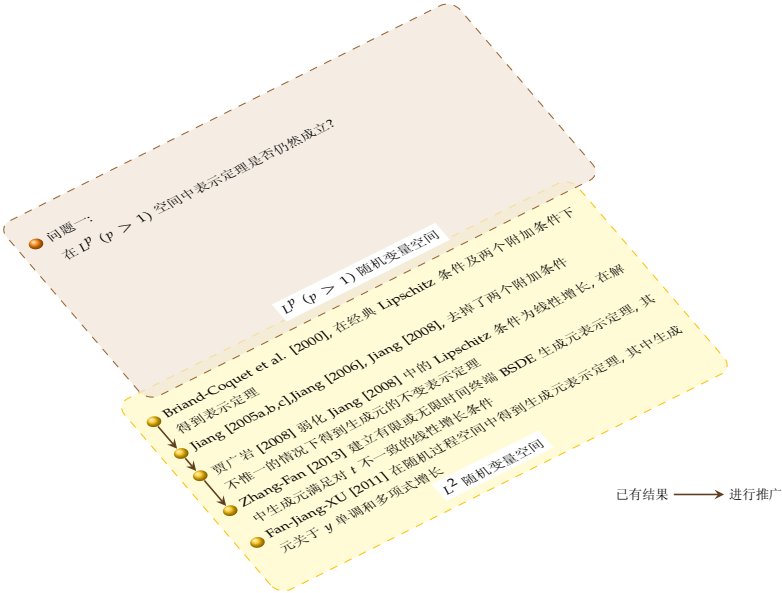 问题一:
在 Lᵖ (p > 1) 空间中表示定理是否仍然成立?
Lᵖ (p > 1) 随机变量空间
Briand-Coquet et al. [2000], 在经典 Lipschitz 条件及两个附加条件下
得到表示定理
Jiang [2005a,b,c],Jiang [2006], Jiang [2008], 去掉了两个附加条件
贾广岩 [2008] 弱化 Jiang [2008] 中的 Lipschitz 条件为线性增长, 在解
不惟一的情况下得到生成元的不变表示定理
Zhang-Fan [2013] 建立有限或无限时间终端 BSDE 生成元表示定理, 其
中生成元满足对 t 不一致的线性增长条件
Fan-Jiang-XU [2011] 在随机过程空间中得到生成元表示定理, 其中生成
元关于 y 单调和多项式增长
L² 随机变量空间
已有结果
进行推广